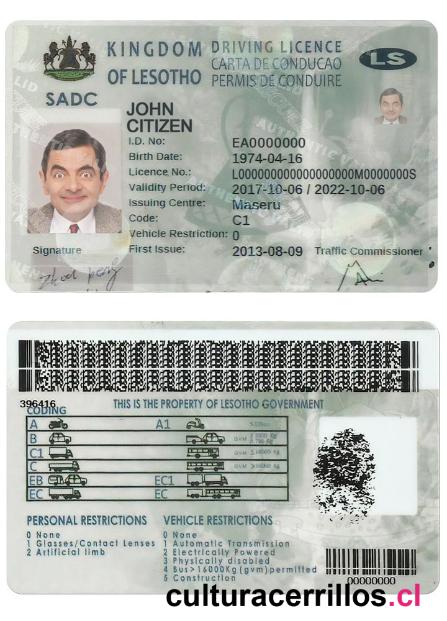 KINGDOM
OF LESOTHO
DRIVING LICENCE
CARTA DE CONDUCAO
PERMIS DE CONDUIRE
LS
SADC
JOHN
CITIZEN
I.D. No: EA0000000
Birth Date: 1974-04-16
Licence No.: L000000000000000000M0000000S
Validity Period: 2017-10-06 / 2022-10-06
Issuing Centre: Maseru
Code: C1
Vehicle Restriction: 0
First Issue: 2013-08-09
Signature
Traffic Commissioner
396416
THIS IS THE PROPERTY OF LESOTHO GOVERNMENT
CODING
A A1
B
C1
C
EB EC1
EC EC
PERSONAL RESTRICTIONS
0 None
1 Glasses/Contact Lenses
2 Artificial limb
VEHICLE RESTRICTIONS
0 None
1 Automatic Transmission
2 Electrically Powered
3 Physically disabled
4 Bus>16000Kg(gvm)permitted
5 Construction
00000000
culturacerrillos.cl